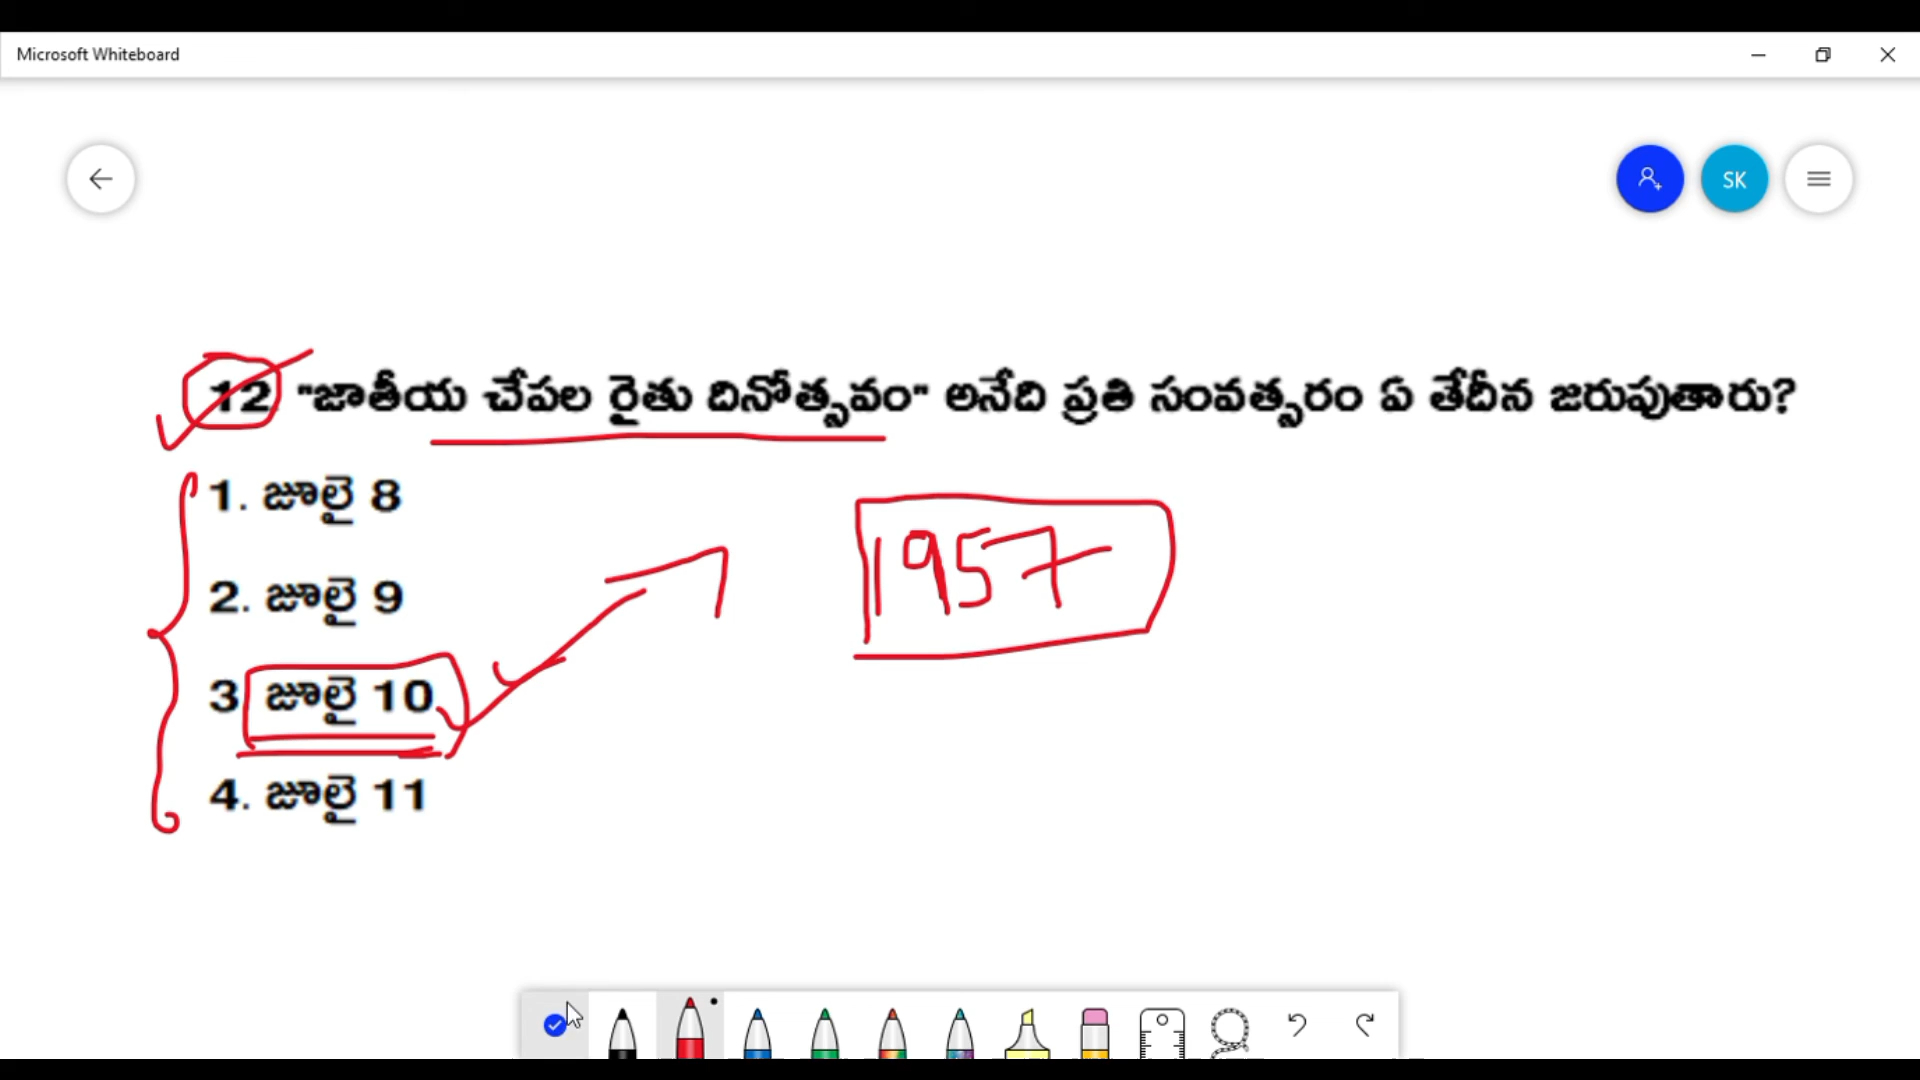 Microsoft Whiteboard
SK
12 "జాతీయ చేపల రైతు దినోత్సవం" అనేది ప్రతి సంవత్సరం ఏ తేదీన జరుపుతారు?
1. జూలై 8
1957
2. జూలై 9
3 జూలై 10
4. జూలై 11